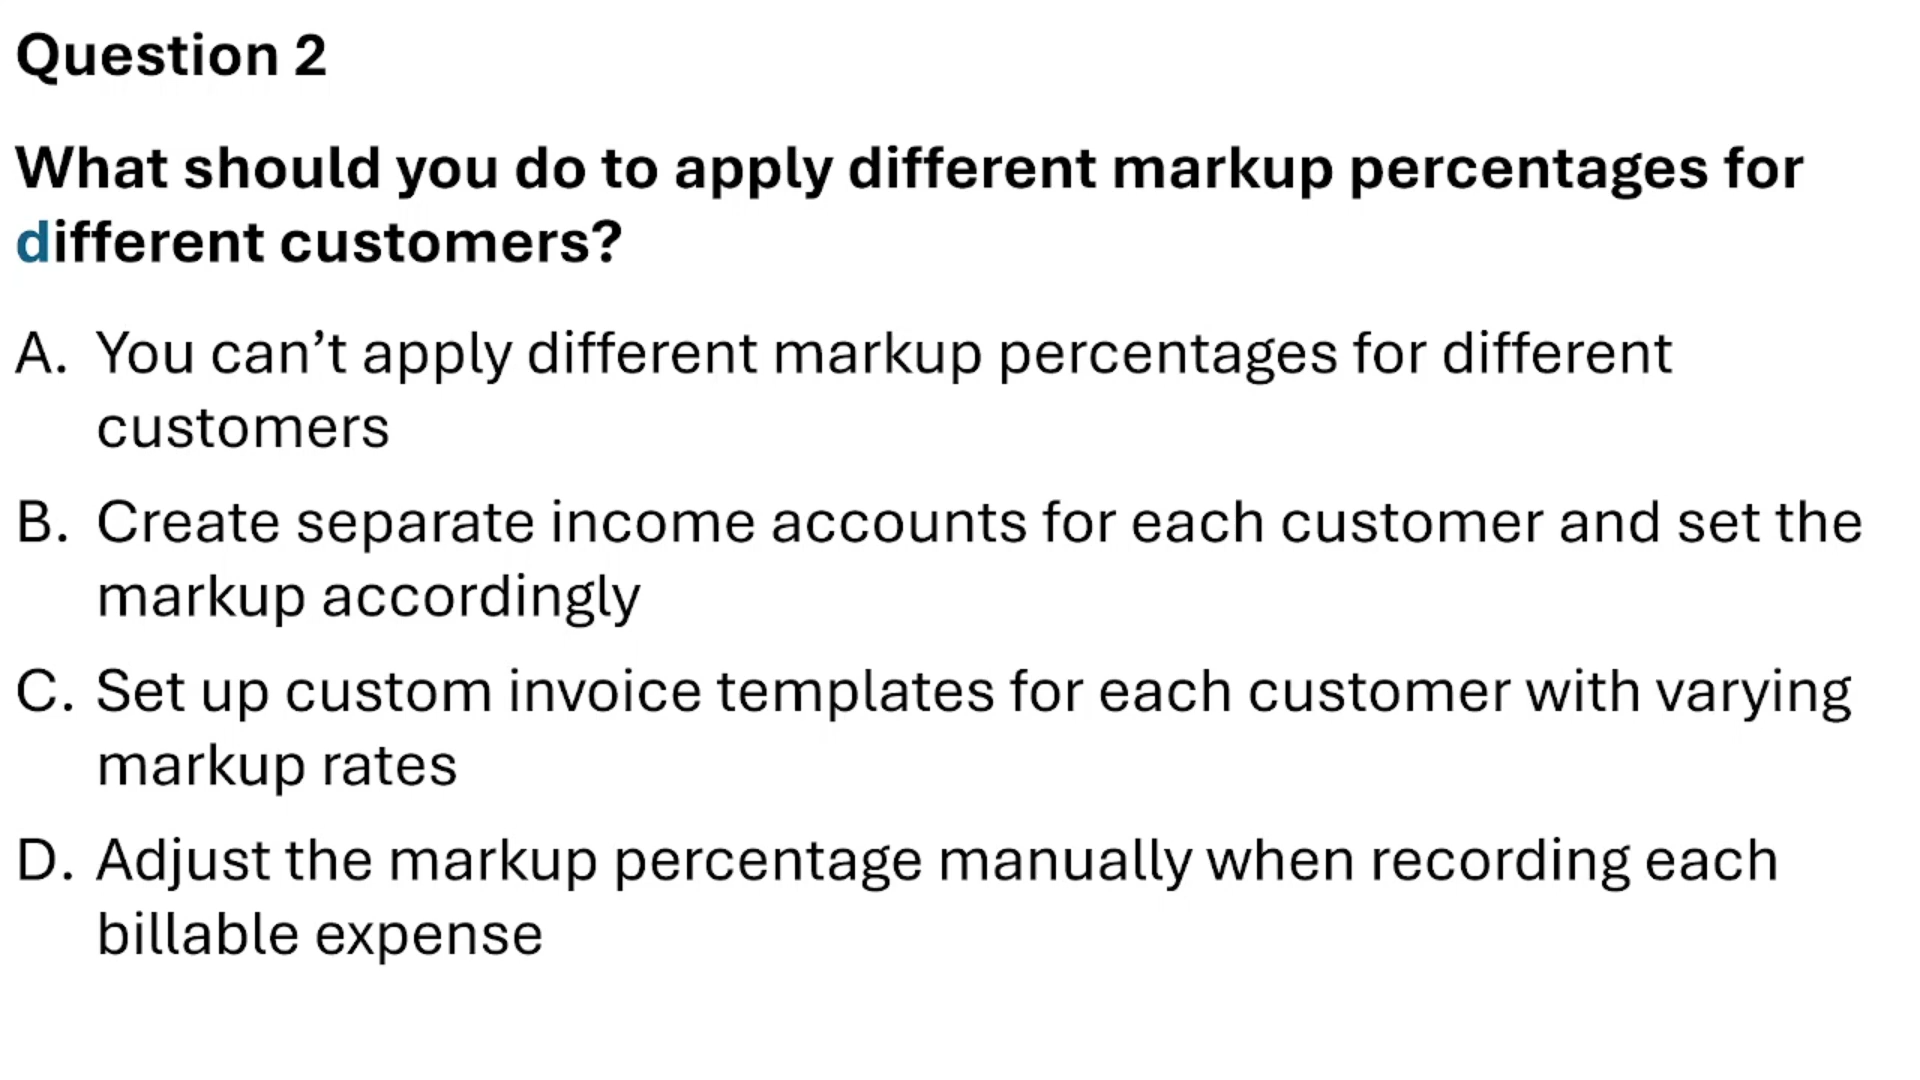 Question 2
What should you do to apply different markup percentages for
different customers?
A. You can’t apply different markup percentages for different
customers
B. Create separate income accounts for each customer and set the
markup accordingly
C. Set up custom invoice templates for each customer with varying
markup rates
D. Adjust the markup percentage manually when recording each
billable expense